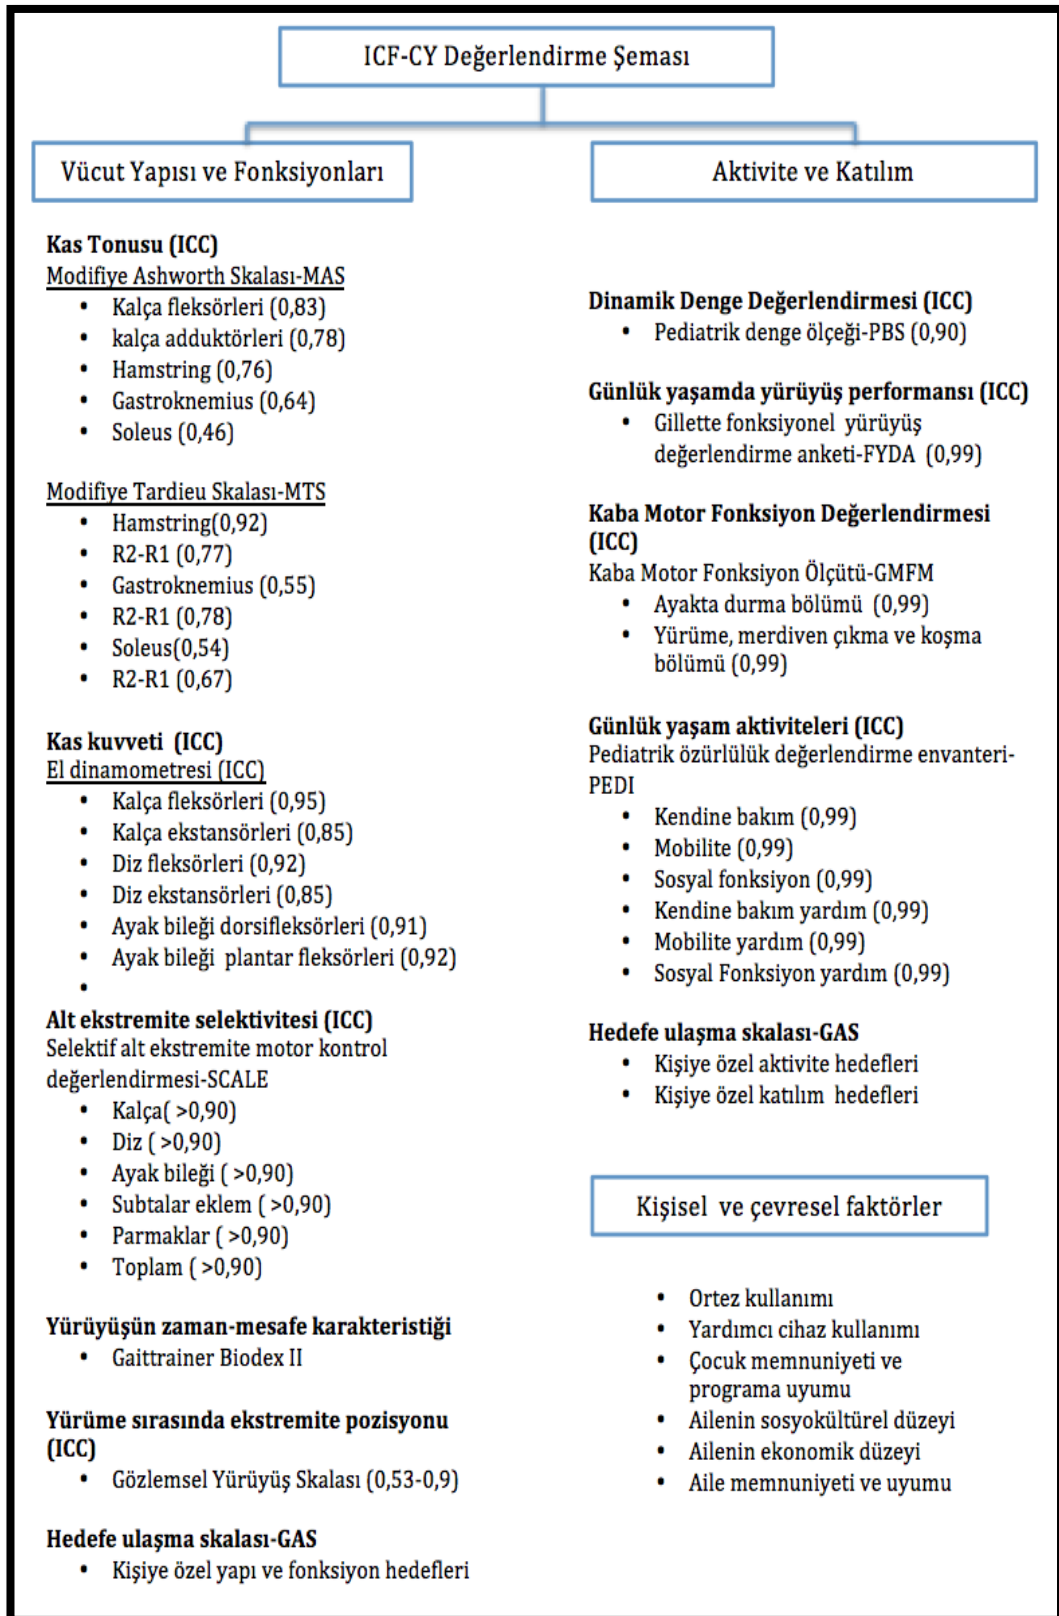 ICF-CY Değerlendirme Şeması
Vücut Yapısı ve Fonksiyonları
Kas Tonusu (ICC)
Modifiye Ashworth Skalası-MAS
• Kalça fleksörleri (0,83)
• kalça adduktörleri (0,78)
• Hamstring (0,76)
• Gastroknemius (0,64)
• Soleus (0,46)
Modifiye Tardieu Skalası-MTS
• Hamstring(0,92)
• R2-R1 (0,77)
• Gastroknemius (0,55)
• R2-R1 (0,78)
• Soleus(0,54)
• R2-R1 (0,67)
Kas kuvveti (ICC)
El dinamometresi (ICC)
• Kalça fleksörleri (0,95)
• Kalça ekstansörleri (0,85)
• Diz fleksörleri (0,92)
• Diz ekstansörleri (0,85)
• Ayak bileği dorsifleksörleri (0,91)
• Ayak bileği plantar fleksörleri (0,92)
•
Alt ekstremite selektivitesi (ICC)
Selektif alt ekstremite motor kontrol
değerlendirmesi-SCALE
• Kalça( >0,90)
• Diz ( >0,90)
• Ayak bileği ( >0,90)
• Subtalar eklem ( >0,90)
• Parmaklar ( >0,90)
• Toplam ( >0,90)
Yürüyüşün zaman-mesafe karakteristiği
• Gaittrainer Biodex II
Yürüme sırasında ekstremite pozisyonu
(ICC)
• Gözlemsel Yürüyüş Skalası (0,53-0,9)
Hedefe ulaşma skalası-GAS
• Kişiye özel yapı ve fonksiyon hedefleri
Aktivite ve Katılım
Dinamik Denge Değerlendirmesi (ICC)
• Pediatrik denge ölçeği-PBS (0,90)
Günlük yaşamda yürüyüş performansı (ICC)
• Gillette fonksiyonel yürüyüş
değerlendirme anketi-FYDA (0,99)
Kaba Motor Fonksiyon Değerlendirmesi
(ICC)
Kaba Motor Fonksiyon Ölçütü-GMFM
• Ayakta durma bölümü (0,99)
• Yürüme, merdiven çıkma ve koşma
bölümü (0,99)
Günlük yaşam aktiviteleri (ICC)
Pediatrik özürlülük değerlendirme envanteri-
PEDI
• Kendine bakım (0,99)
• Mobilite (0,99)
• Sosyal fonksiyon (0,99)
• Kendine bakım yardım (0,99)
• Mobilite yardım (0,99)
• Sosyal Fonksiyon yardım (0,99)
Hedefe ulaşma skalası-GAS
• Kişiye özel aktivite hedefleri
• Kişiye özel katılım hedefleri
Kişisel ve çevresel faktörler
• Ortez kullanımı
• Yardımcı cihaz kullanımı
• Çocuk memnuniyeti ve
programa uyumu
• Ailenin sosyokültürel düzeyi
• Ailenin ekonomik düzeyi
• Aile memnuniyeti ve uyumu